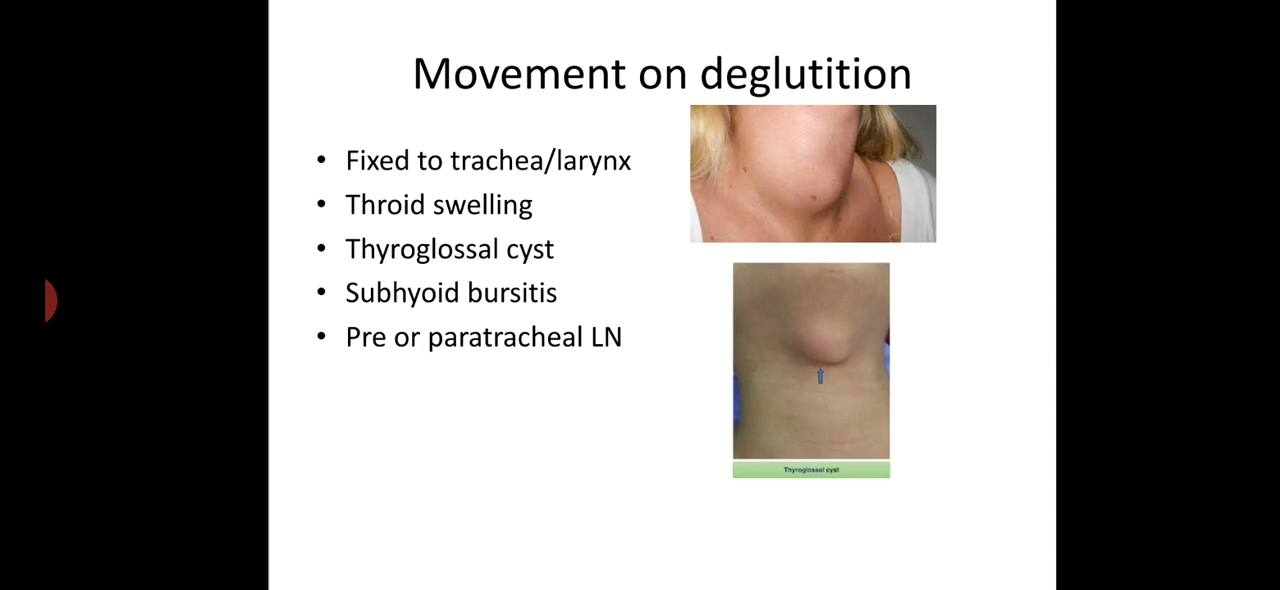 Movement on deglutition
• Fixed to trachea/larynx
• Throid swelling
• Thyroglossal cyst
• Subhyoid bursitis
• Pre or paratracheal LN
Thyroglossal cyst